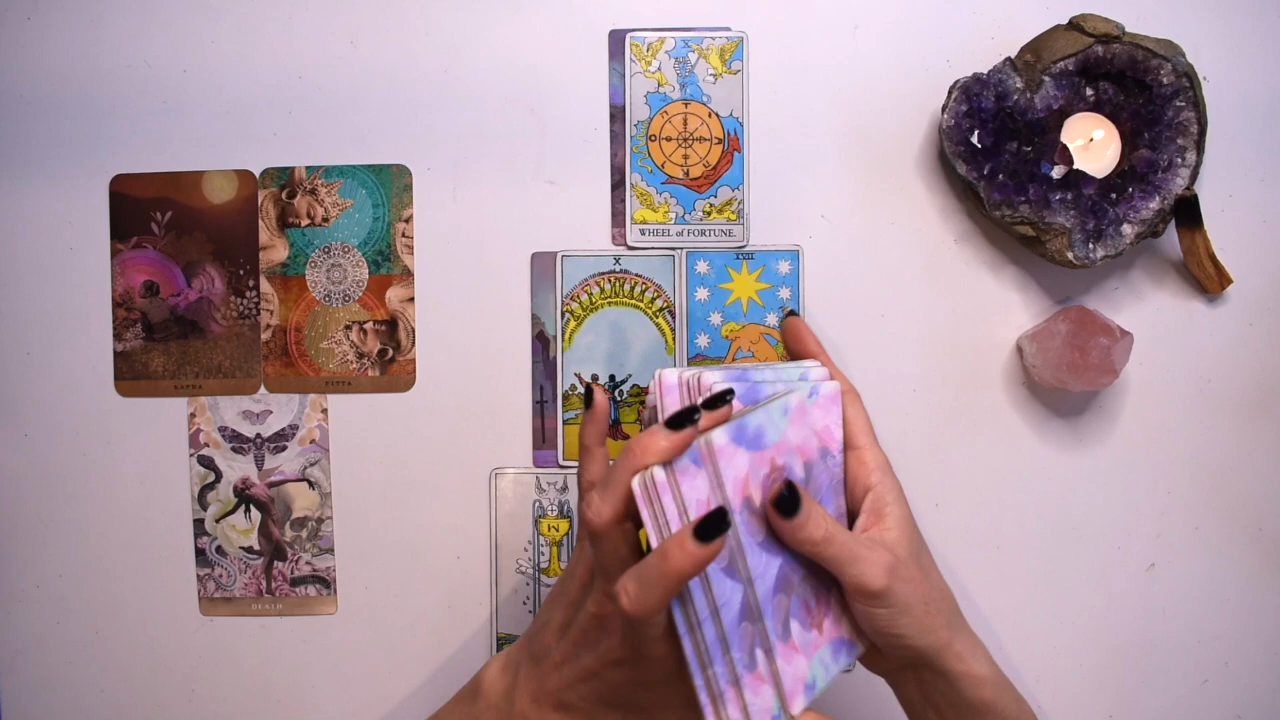 X
WHEEL of FORTUNE.
X
XVII
KAPHA
PITTA
DEATH